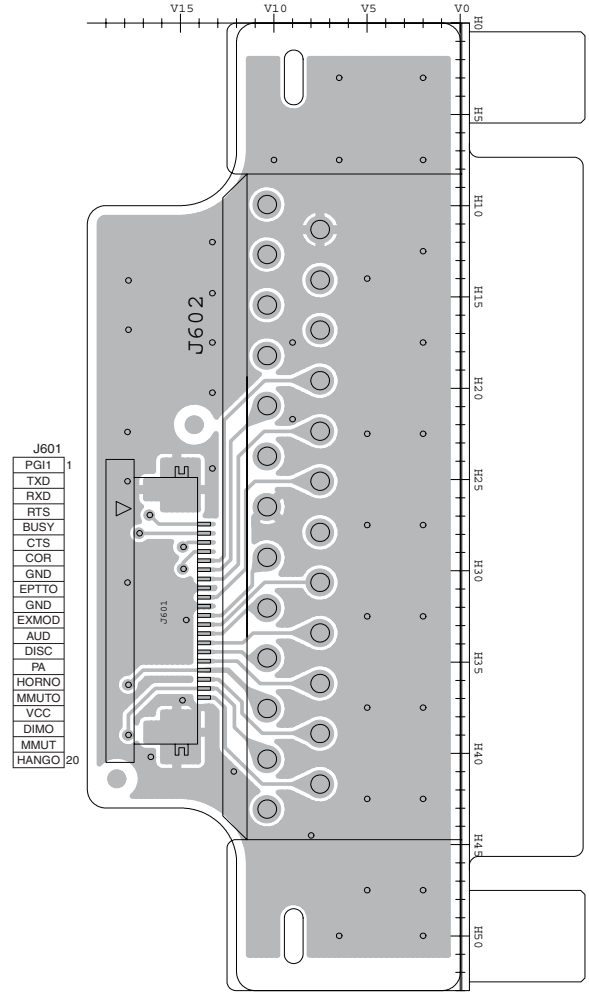 V15 V10 V5 V0
H0
H5
H10
H15
J602
H20
J601
PGI1 1
TXD
H25
RXD
RTS
BUSY
CTS
COR
H30
GND
EPTTO
GND
J601
EXMOD
AUD
DISC
H35
PA
HORNO
MMUTO
VCC
DIMO
MMUT
H40
HANGO 20
H45
H50